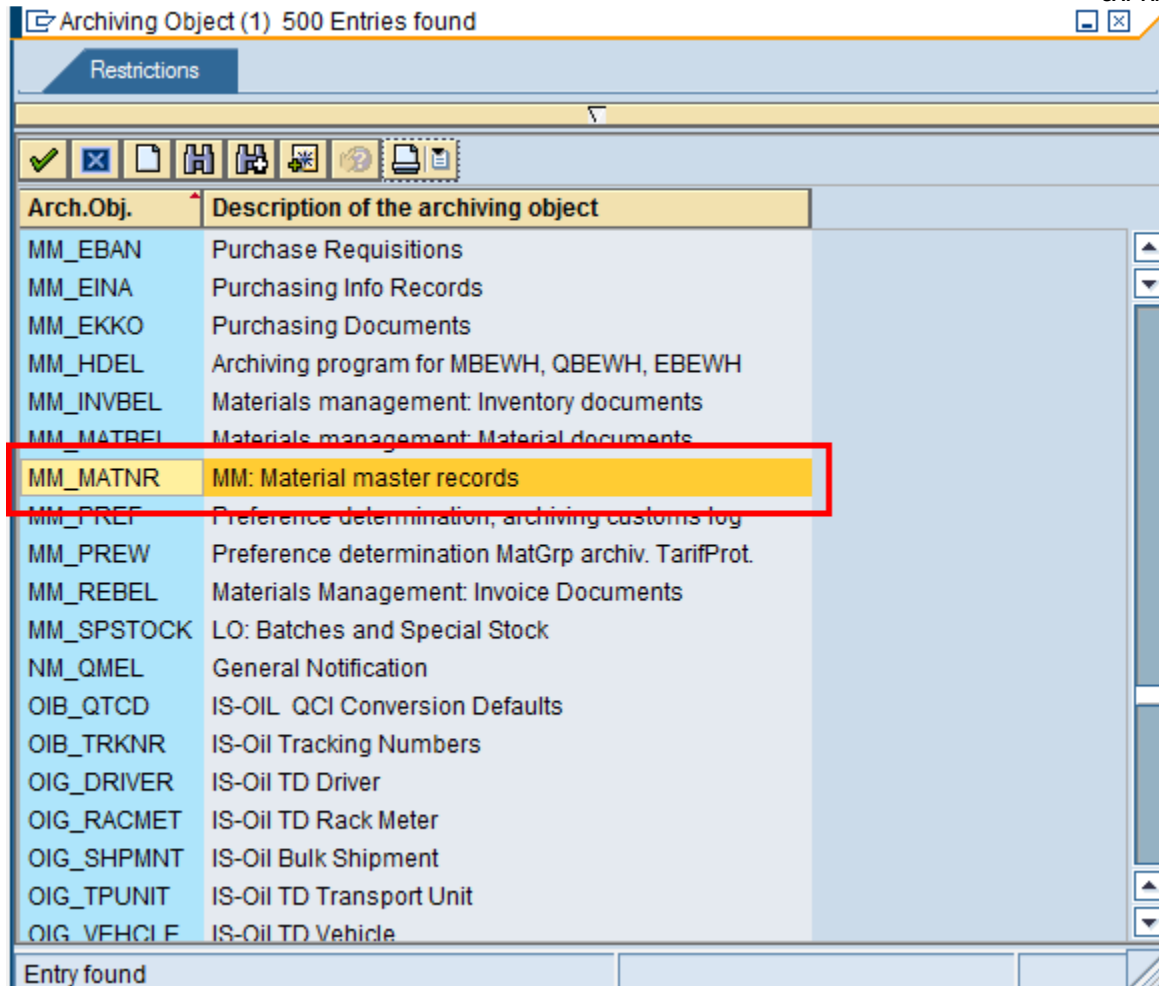 Archiving Object (1) 500 Entries found
Restrictions
Arch.Obj. Description of the archiving object
MM_EBAN Purchase Requisitions
MM_EINA Purchasing Info Records
MM_EKKO Purchasing Documents
MM_HDEL Archiving program for MBEWH, QBEWH, EBEWH
MM_INVBEL Materials management: Inventory documents
MM_MATBEL Materials management: Material documents
MM_MATNR MM: Material master records
MM_PREF Preference determination, archiving customs log
MM_PREW Preference determination MatGrp archiv. TarifProt.
MM_REBEL Materials Management: Invoice Documents
MM_SPSTOCK LO: Batches and Special Stock
NM_QMEL General Notification
OIB_QTCD IS-OIL QCI Conversion Defaults
OIB_TRKNR IS-Oil Tracking Numbers
OIG_DRIVER IS-Oil TD Driver
OIG_RACMET IS-Oil TD Rack Meter
OIG_SHPMNT IS-Oil Bulk Shipment
OIG_TPUNIT IS-Oil TD Transport Unit
OIG_VEHCLE IS-Oil TD Vehicle
Entry found